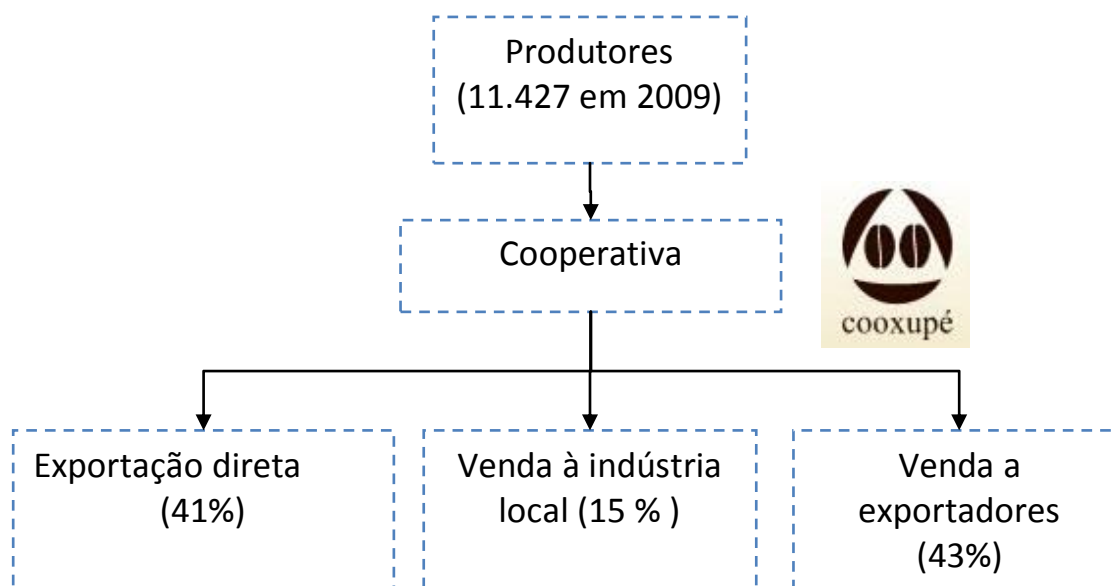 Produtores
(11.427 em 2009)
Cooperativa
cooxupé
Exportação direta
(41%)
Venda à indústria
local (15 % )
Venda a
exportadores
(43%)